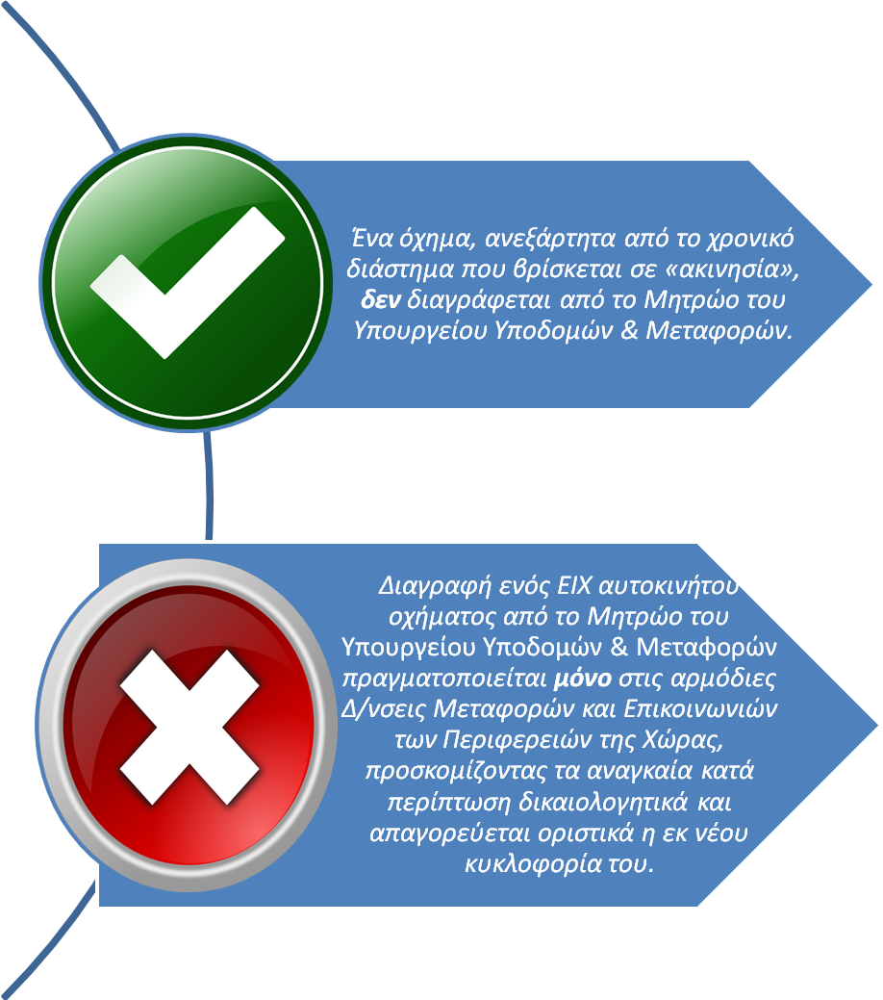 Ένα όχημα, ανεξάρτητα από το χρονικό
διάστημα που βρίσκεται σε «ακινησία»,
δεν διαγράφεται από το Μητρώο του
Υπουργείου Υποδομών & Μεταφορών.
Διαγραφή ενός ΕΙΧ αυτοκινήτου
οχήματος από το Μητρώο του
Υπουργείου Υποδομών & Μεταφορών
πραγματοποιείται μόνο στις αρμόδιες
Δ/νσεις Μεταφορών και Επικοινωνιών
των Περιφερειών της Χώρας,
προσκομίζοντας τα αναγκαία κατά
περίπτωση δικαιολογητικά και
απαγορεύεται οριστικά η εκ νέου
κυκλοφορία του.